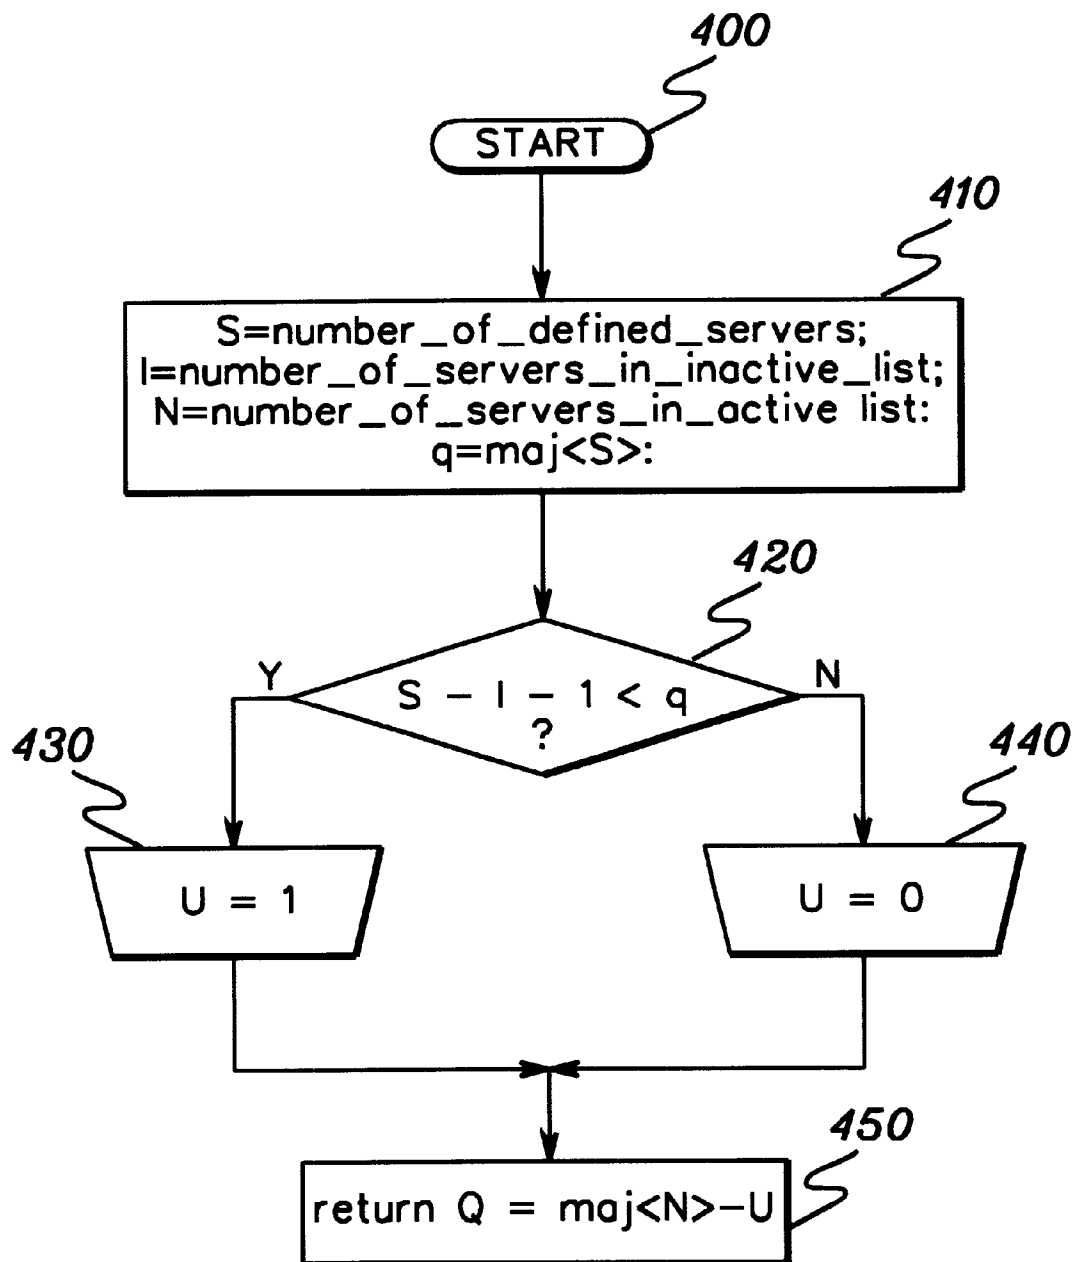 400
START
410
S=number_of_defined_servers;
I=number_of_servers_in_inactive_list;
N=number_of_servers_in_active list:
q=maj<S>:
420
Y
S - I - 1 < q
?
N
430
440
U = 1
U = 0
450
return Q = maj<N>-U